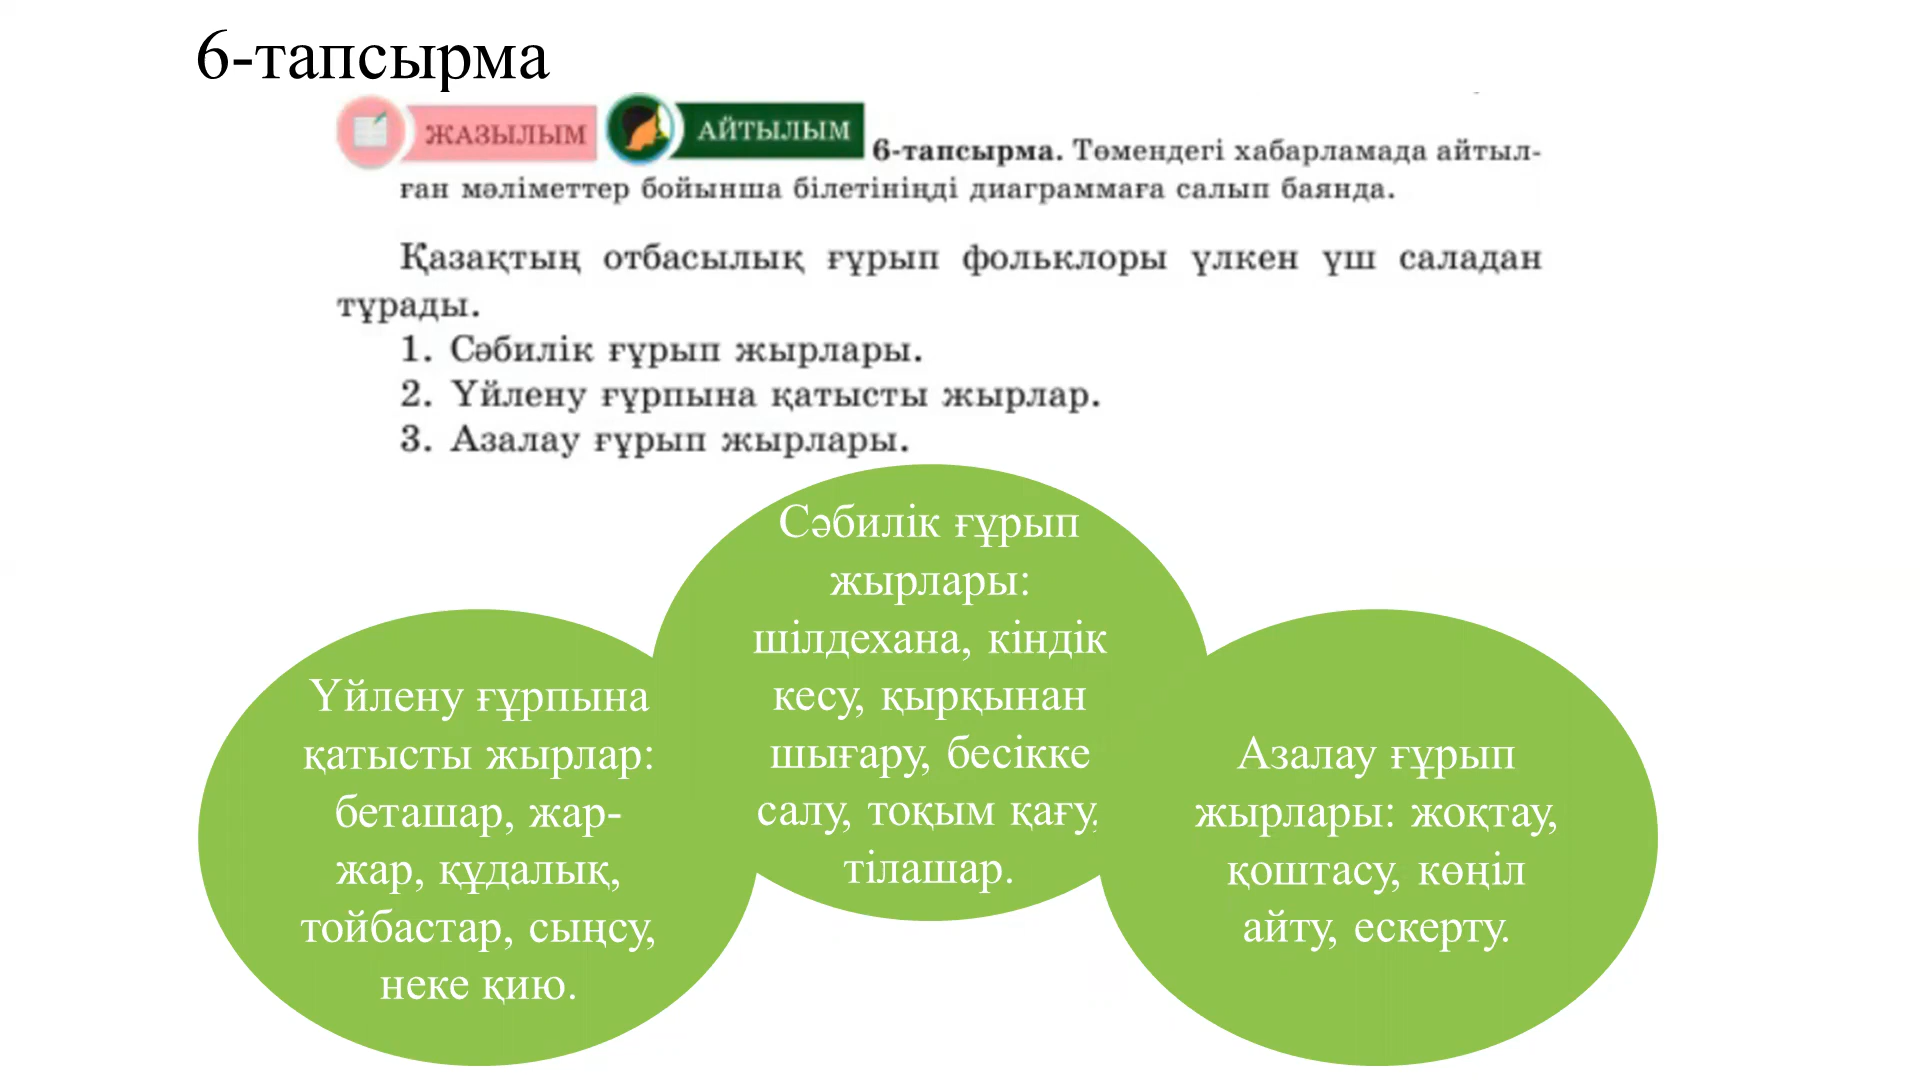 6-тапсырма
ЖАЗЫЛЫМ АЙТЫЛЫМ 6-тапсырма. Төмендегі хабарламада айтыл-
ған мәліметтер бойынша білетініңді диаграммаға салып баянда.
Қазақтың отбасылық ғұрып фольклоры үлкен үш саладан
тұрады.
1. Сәбилік ғұрып жырлары.
2. Үйлену ғұрпына қатысты жырлар.
3. Азалау ғұрып жырлары.
Үйлену ғұрпына
қатысты жырлар:
беташар, жар-
жар, құдалық,
тойбастар, сыңсу,
неке қию.
Сәбилік ғұрып
жырлары:
шілдехана, кіндік
кесу, қырқынан
шығару, бесікке
салу, тоқым қағу,
тілашар.
Азалау ғұрып
жырлары: жоқтау,
қоштасу, көңіл
айту, ескерту.